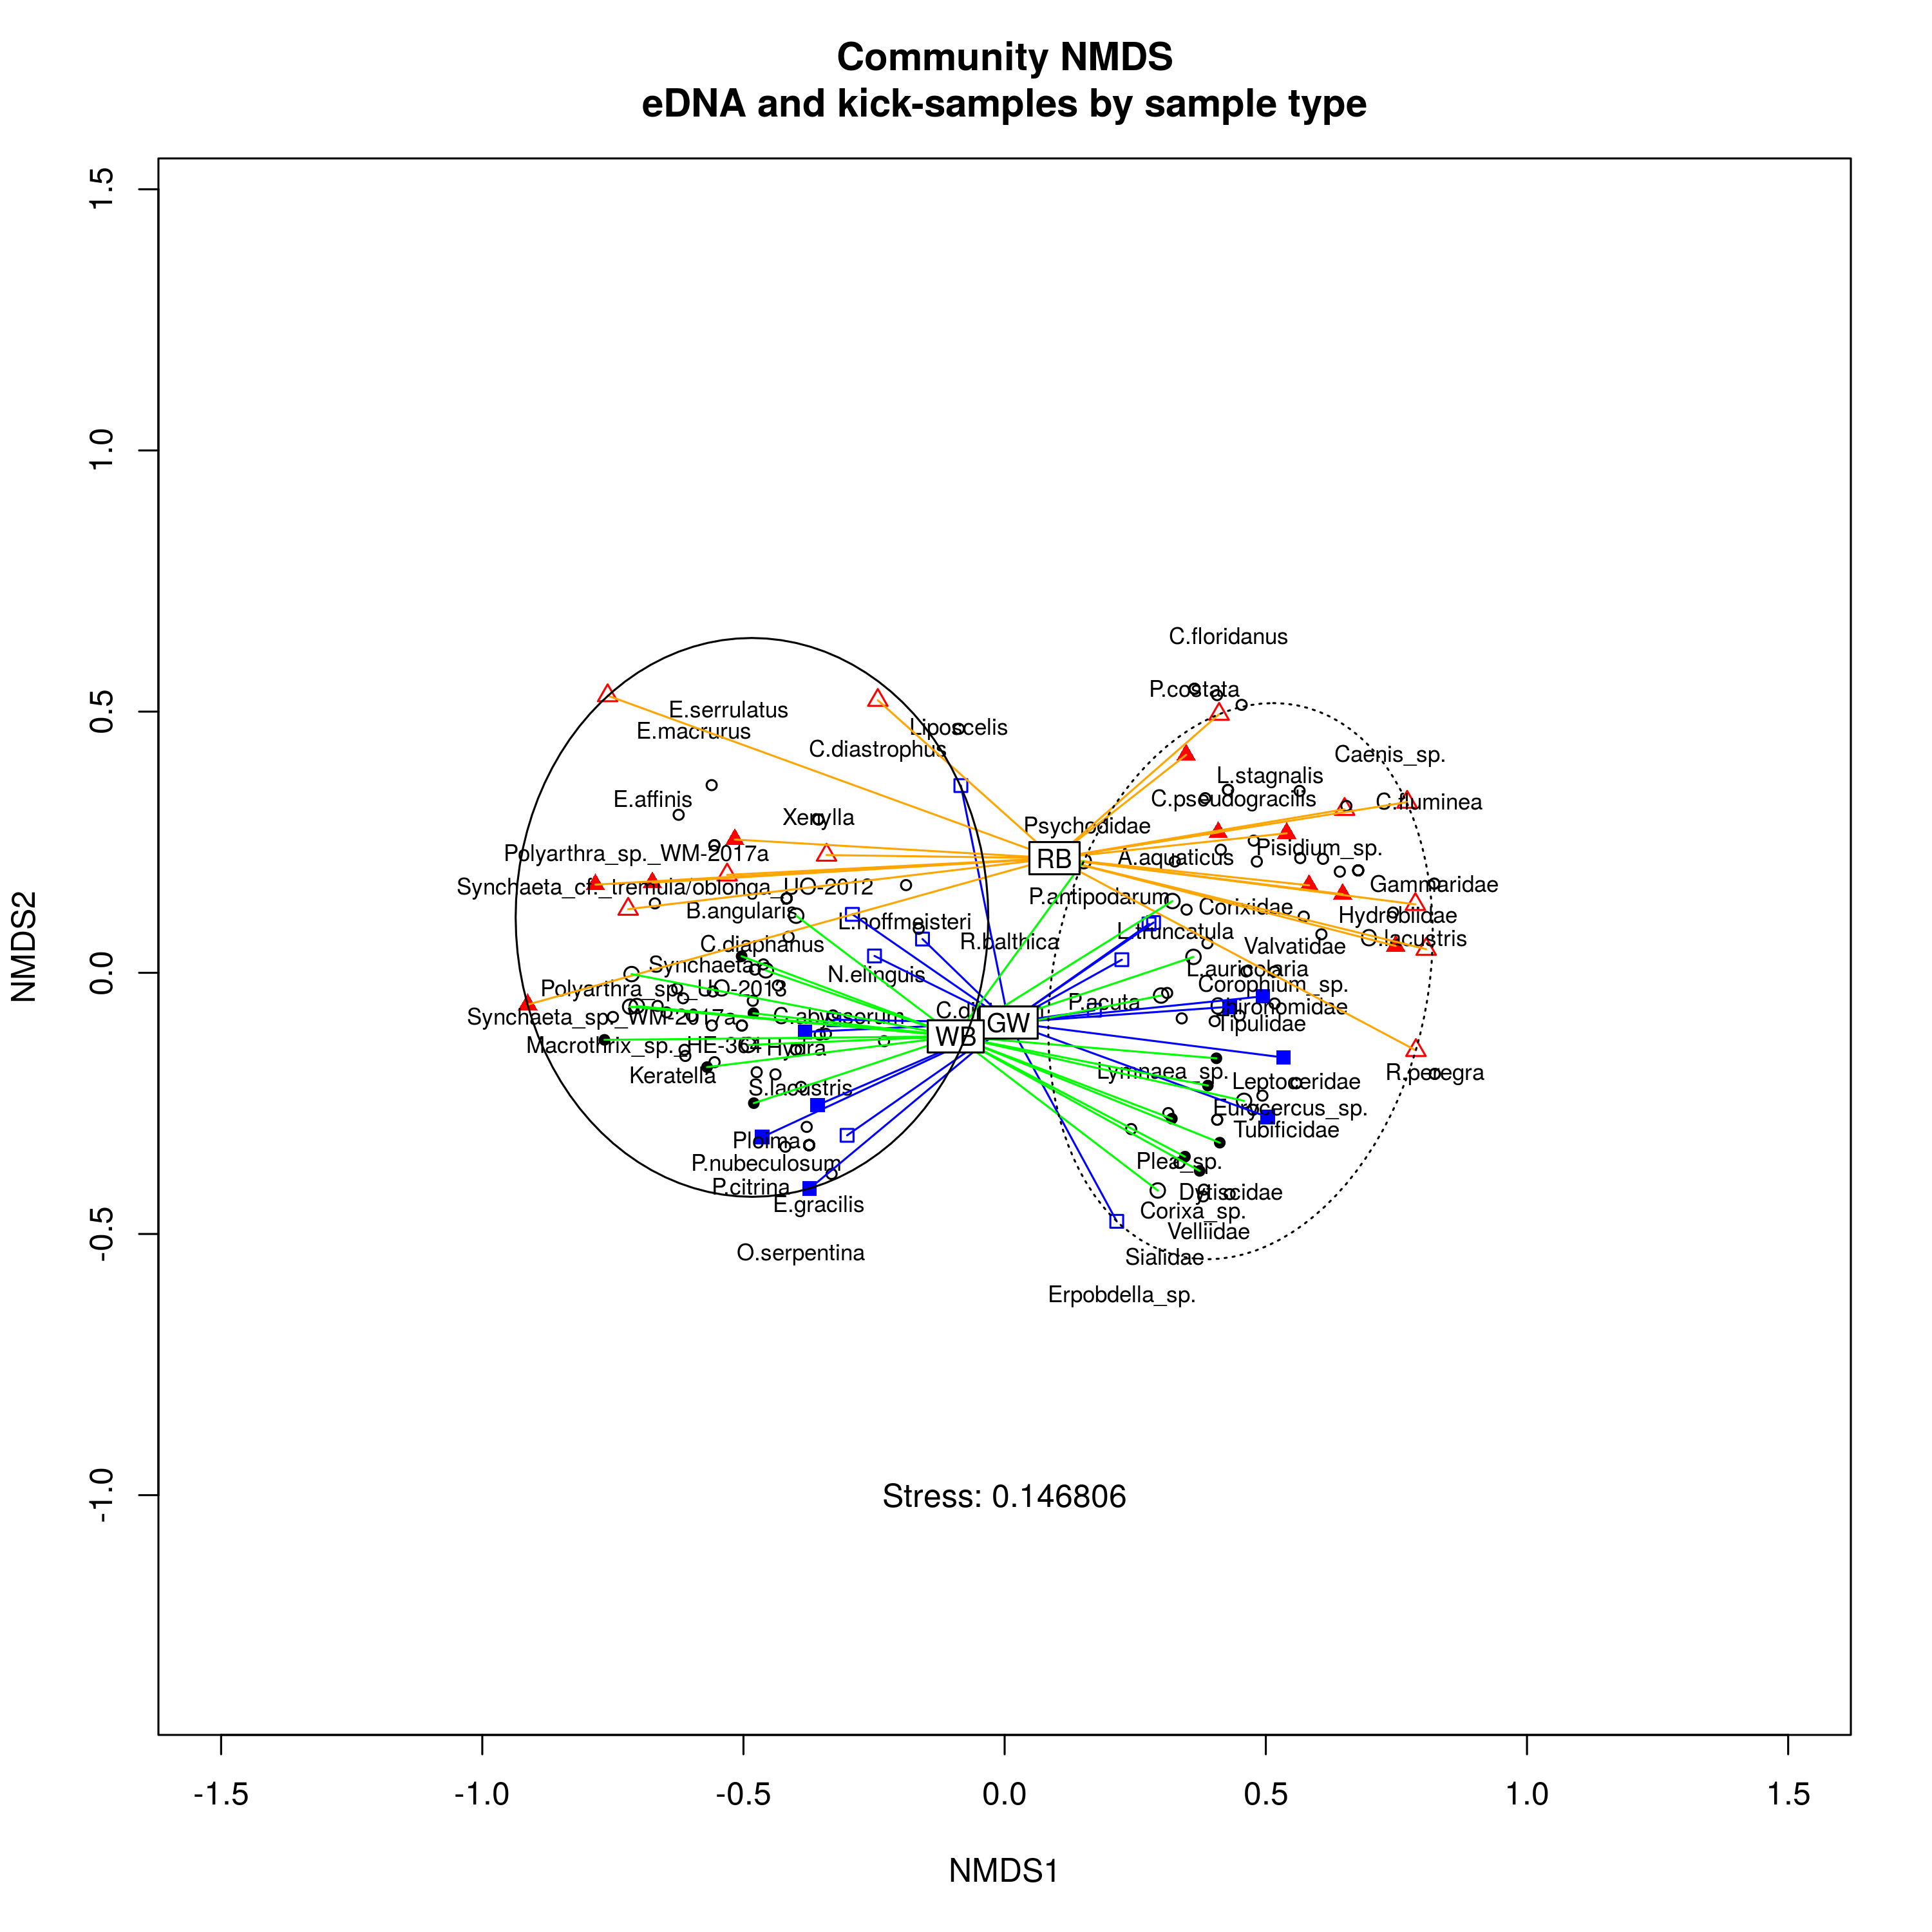 Community NMDS
eDNA and kick-samples by sample type
1.5
1.0
0.5
0.0
-0.5
-1.0
NMDS2
C.floridanus
P.costata
E.serrulatus
E.macrurus
Liposcelis
C.diastrophus
Caenis_sp.
L.stagnalis
C.pseudogracilis
C.fluminea
E.affinis
Xenylla
Psychodidae
Polyarthra_sp._WM-2017a
RB
A.aquaticus
Pisidium_sp.
Synchaeta_cf._tremula/oblonga_UO-2012
Gammaridae
P.antipodarum
B.angularis
L.hoffmeisteri
Corixidae
Hydrobiidae
C.diaphanus
R.balthica
L.truncatula
Valvatidae
O.lacustris
Synchaeta
N.elinguis
L.auricolaria
Polyarthra_sp._UO-2013
Corophium_sp.
Synchaeta_sp._WM-2017a
C.abyssorum
GW
P.acuta
Chironomidae
Tipulidae
WB
Macrothrix_sp._HE-364
Hydra
Keratella
S.lacustris
Lymnaea_sp.
Leptoceridae
R.peregra
Eurycercus_sp.
Tubificidae
Ploima
P.nubeculosum
Plea_sp.
P.citrina
E.gracilis
Dytiscidae
Corixa_sp.
Velliidae
O.serpentina
Sialidae
Erpobdella_sp.
Stress: 0.146806
-1.5 -1.0 -0.5 0.0 0.5 1.0 1.5
NMDS1